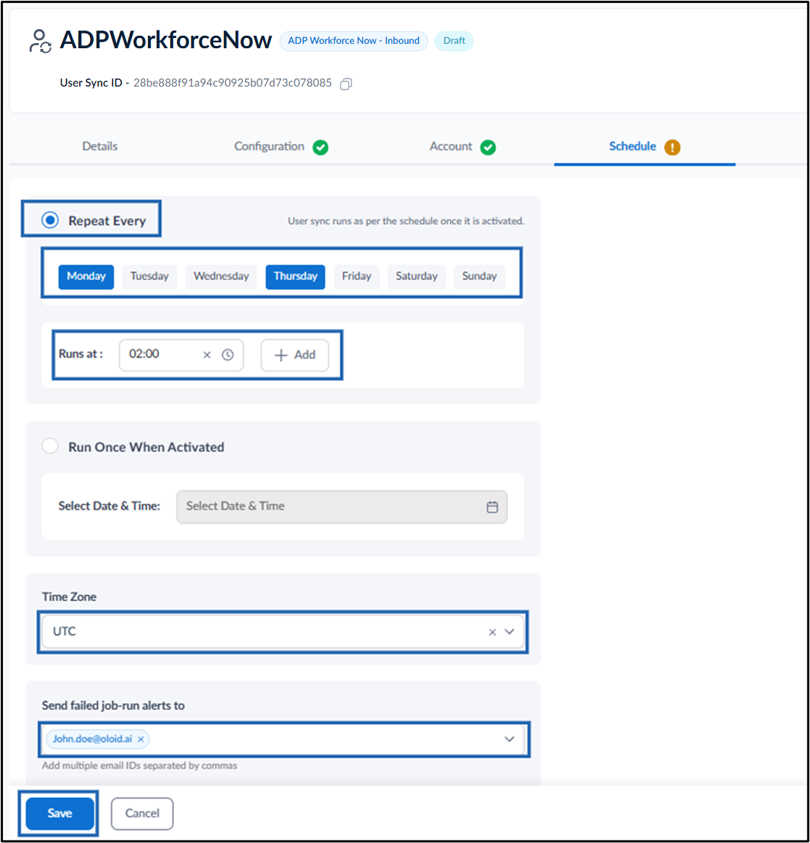 ADPWorkforceNow ADP Workforce Now - Inbound Draft
User Sync ID - 28be888f91a94c90925b07d73c078085
Details Configuration Account Schedule
Repeat Every User sync runs as per the schedule once it is activated.
Monday Tuesday Wednesday Thursday Friday Saturday Sunday
Runs at : 02:00 Add
Run Once When Activated
Select Date & Time: Select Date & Time
Time Zone
UTC
Send failed job-run alerts to
John.doe@oloid.ai
Add multiple email IDs separated by commas
Save Cancel